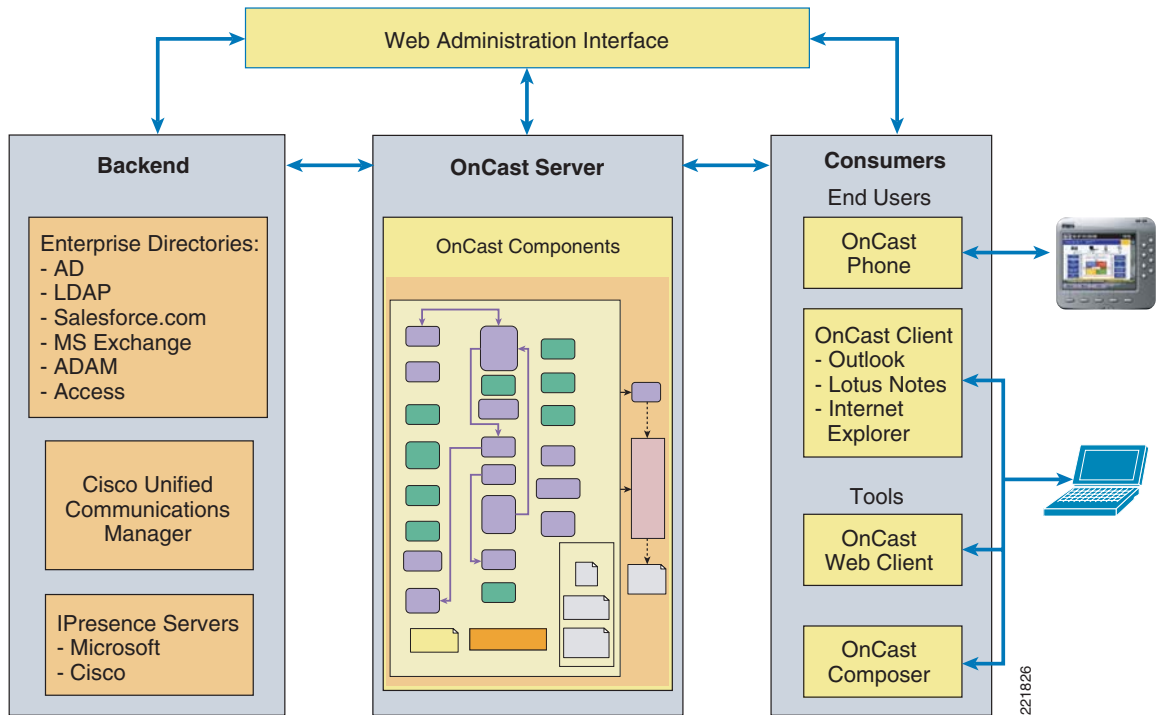 Web Administration Interface
Backend
Enterprise Directories:
- AD
- LDAP
- Salesforce.com
- MS Exchange
- ADAM
- Access
Cisco Unified
Communications
Manager
IPresence Servers
- Microsoft
- Cisco
OnCast Server
OnCast Components
Consumers
End Users
OnCast
Phone
OnCast Client
- Outlook
- Lotus Notes
- Internet
Explorer
Tools
OnCast
Web Client
OnCast
Composer
221826